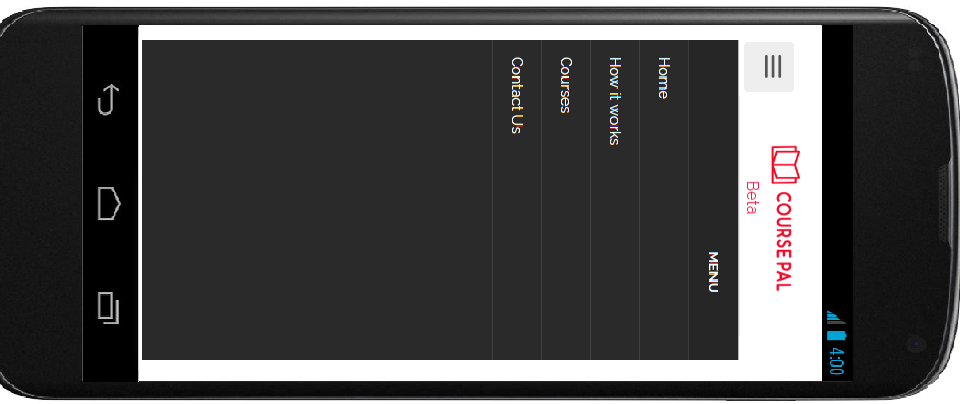 4:00
COURSE PAL
Beta
MENU
Home
How it works
Courses
Contact Us